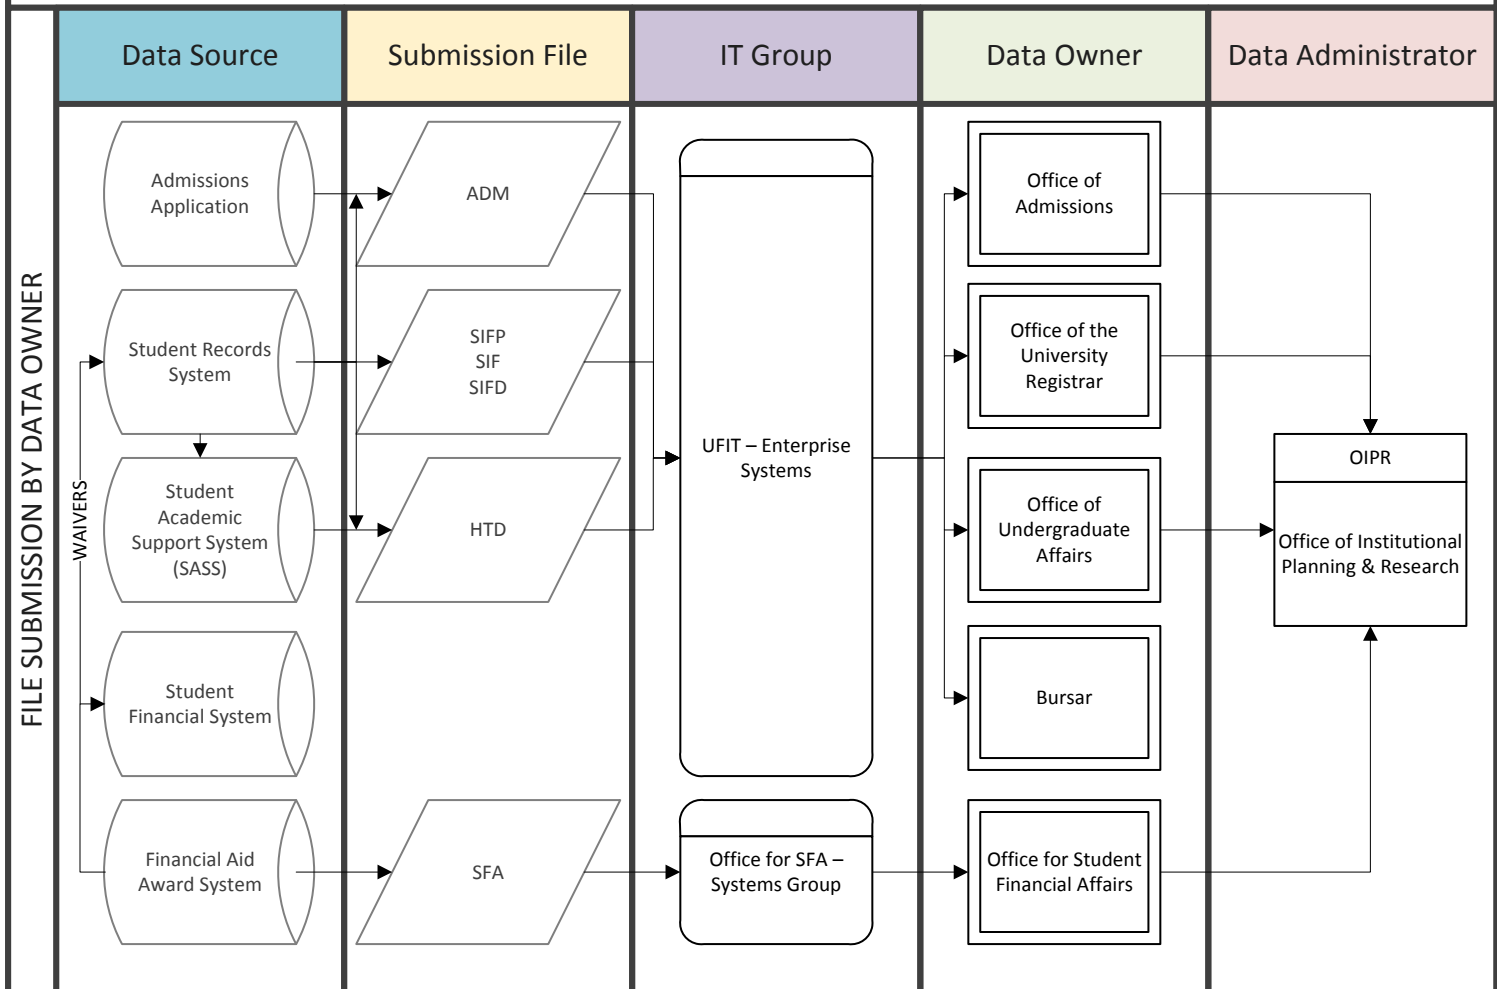 Data Source
Submission File
IT Group
Data Owner
Data Administrator
FILE SUBMISSION BY DATA OWNER
Admissions
Application
ADM
Office of
Admissions
Student Records
System
SIFP
SIF
SIFD
Office of the
University
Registrar
WAIVERS
Student
Academic
Support System
(SASS)
HTD
UFIT – Enterprise
Systems
Office of
Undergraduate
Affairs
OIPR
Office of Institutional
Planning & Research
Student
Financial System
Bursar
Financial Aid
Award System
SFA
Office for SFA –
Systems Group
Office for Student
Financial Affairs